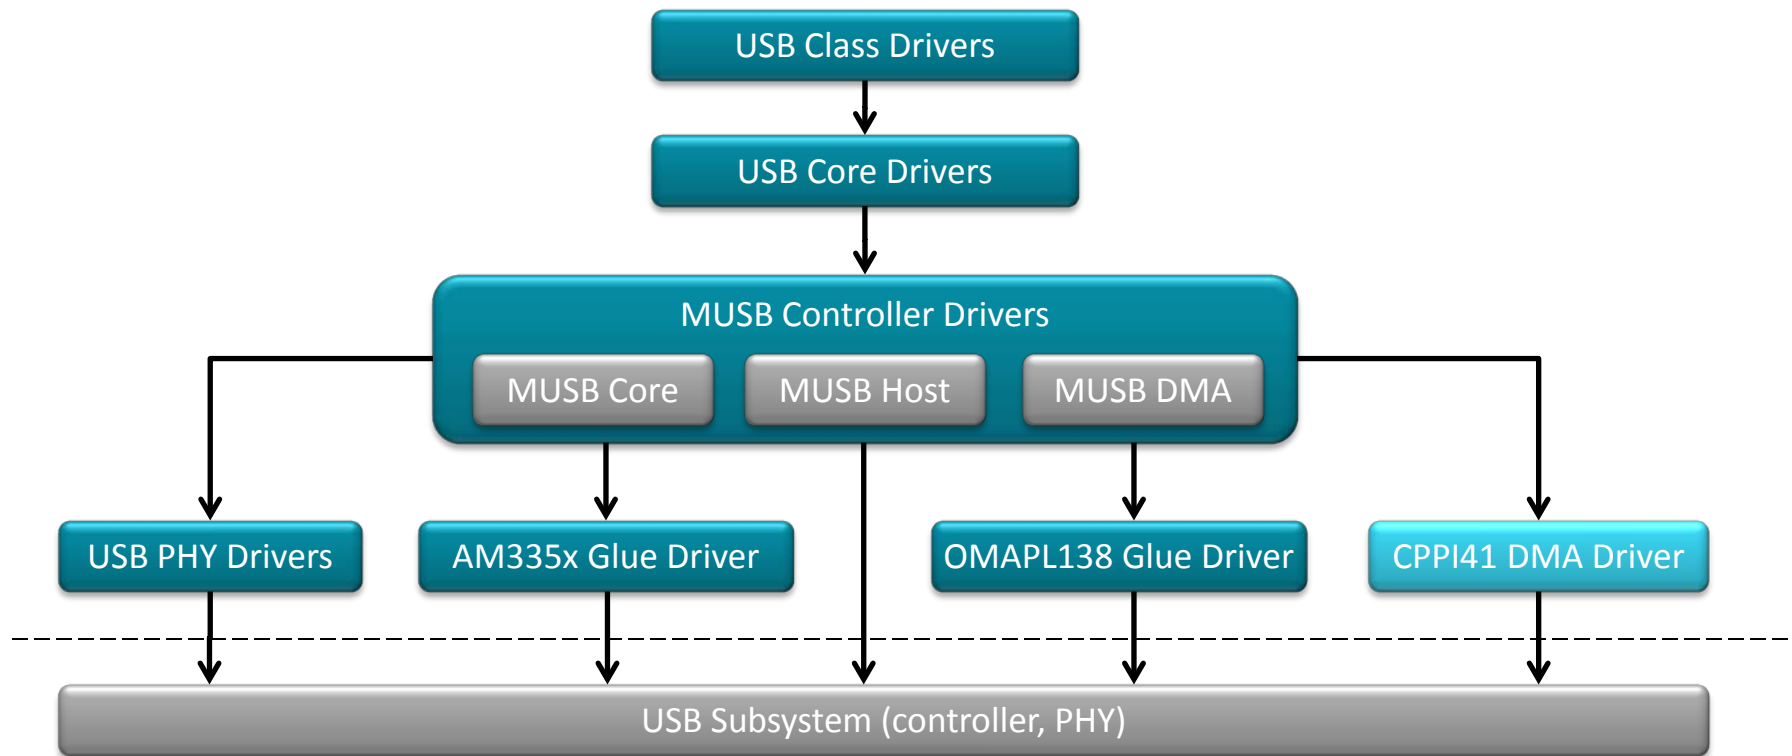 USB Class Drivers
USB Core Drivers
MUSB Controller Drivers
MUSB Core
MUSB Host
MUSB DMA
USB PHY Drivers
AM335x Glue Driver
OMAPL138 Glue Driver
CPPI41 DMA Driver
USB Subsystem (controller, PHY)